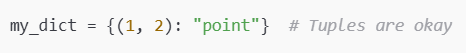 my_dict = {(1, 2): "point"}  # Tuples are okay